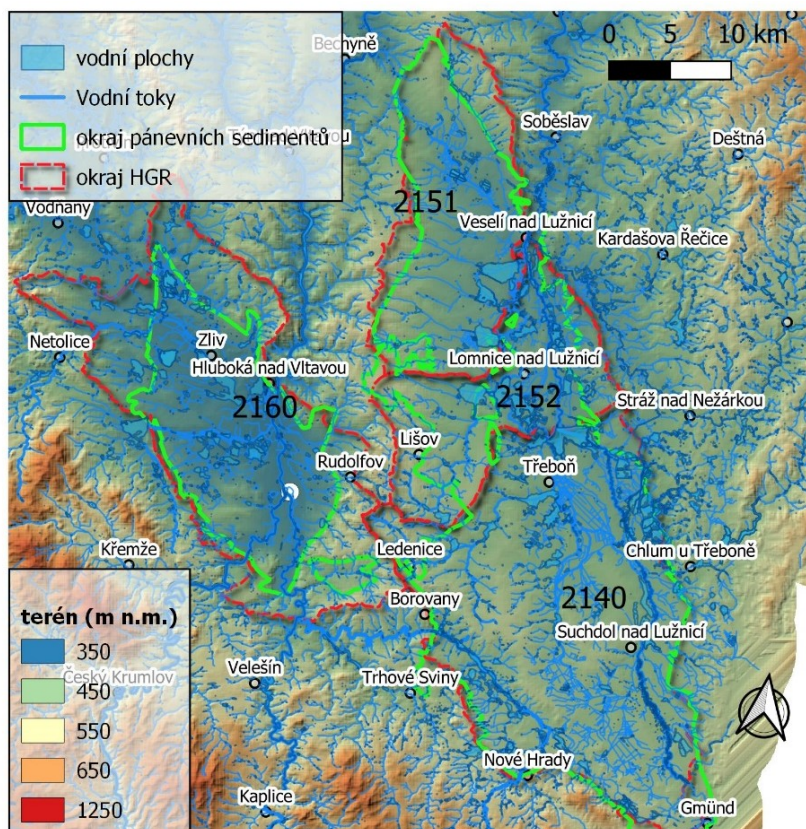 vodní plochy
Vodní toky
okraj pánevních sedimentů
okraj HGR
0 5 10 km
Bechyně
Soběslav
Deštná
Vodňany
2151
Veselí nad Lužnicí
Kardašova Řečice
Netolice
Zliv
Hluboká nad Vltavou
Lomnice nad Lužnicí
2160
2152
Stráž nad Nežárkou
Lišov
Rudolfov
Třeboň
Křemže
Ledenice
Chlum u Třeboně
terén (m n.m.)
350
450
550
650
1250
Borovany
2140
Suchdol nad Lužnicí
Český Krumlov
Velešín
Trhové Sviny
Nové Hrady
Kaplice
Gmünd